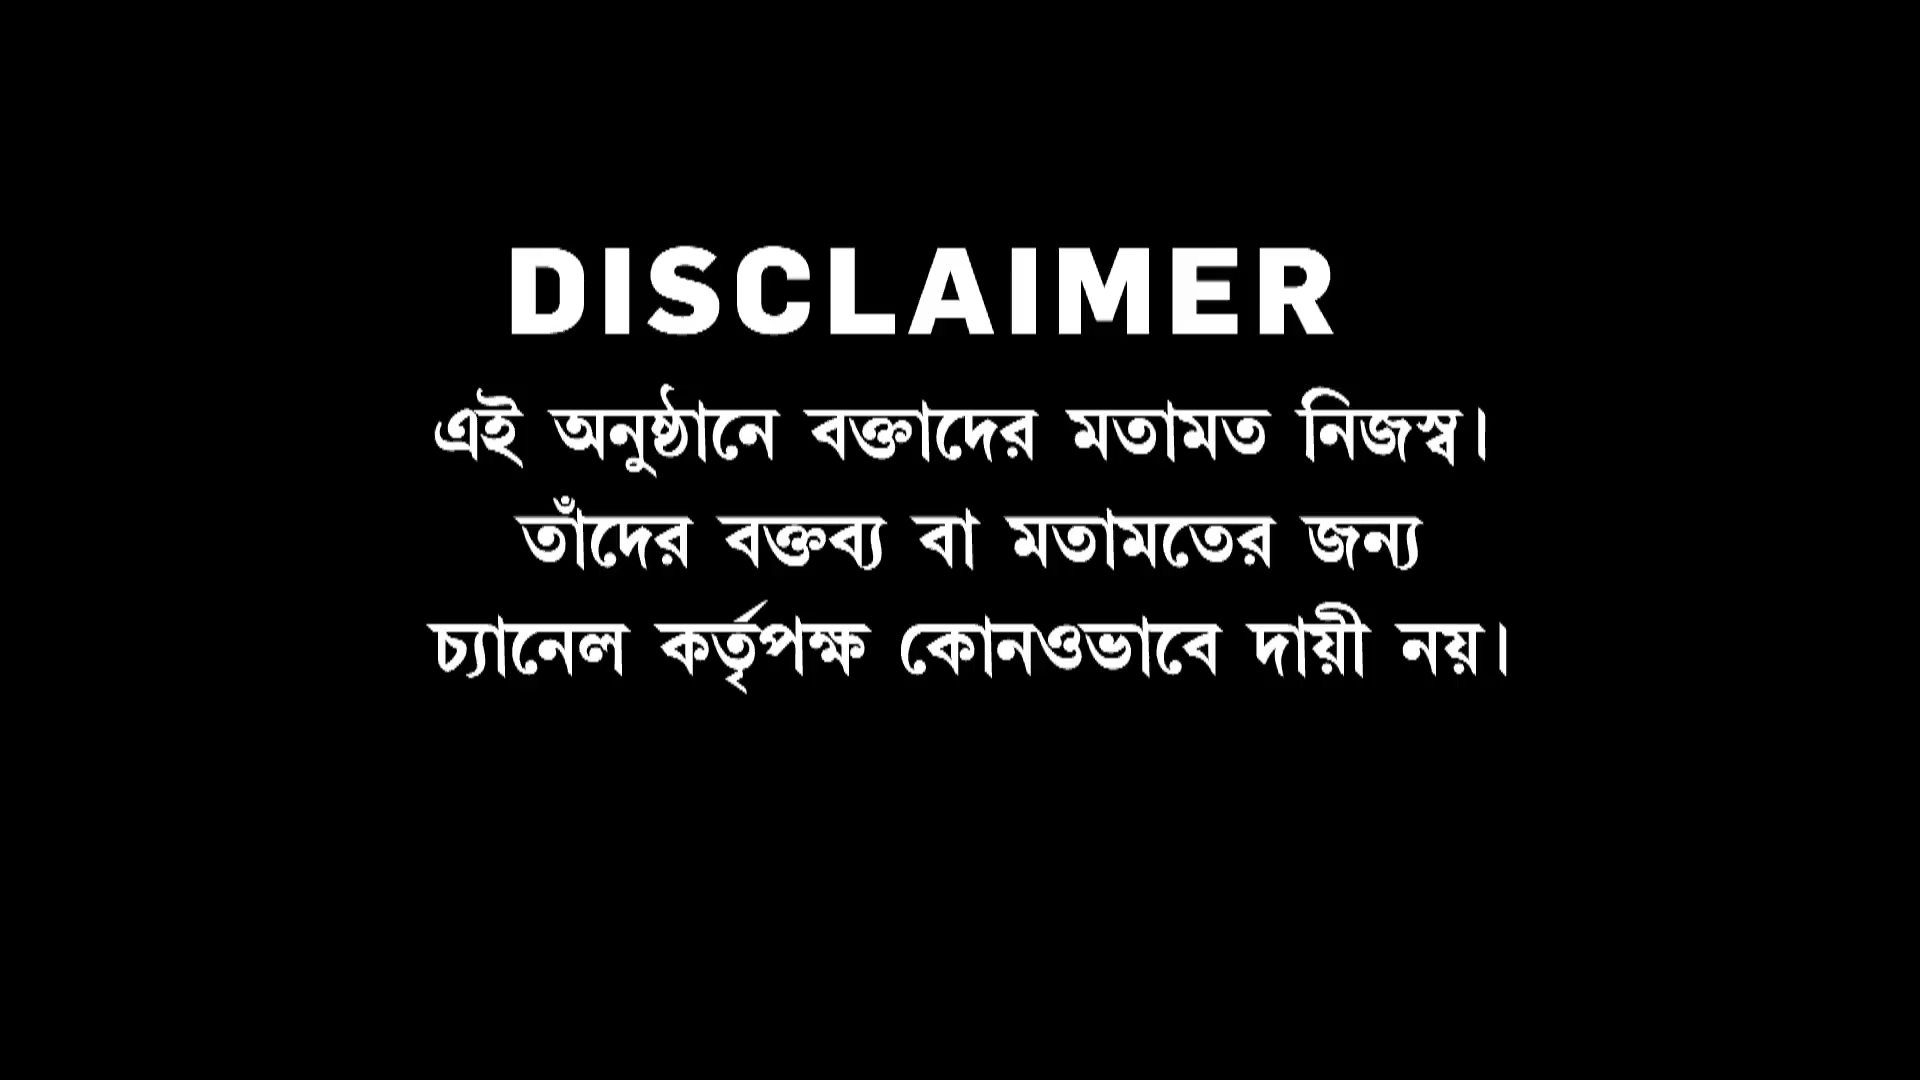 DISCLAIMER
এই অনুষ্ঠানে বক্তাদের মতামত নিজস্ব।
তাঁদের বক্তব্য বা মতামতের জন্য
চ্যানেল কর্তৃপক্ষ কোনওভাবে দায়ী নয়।